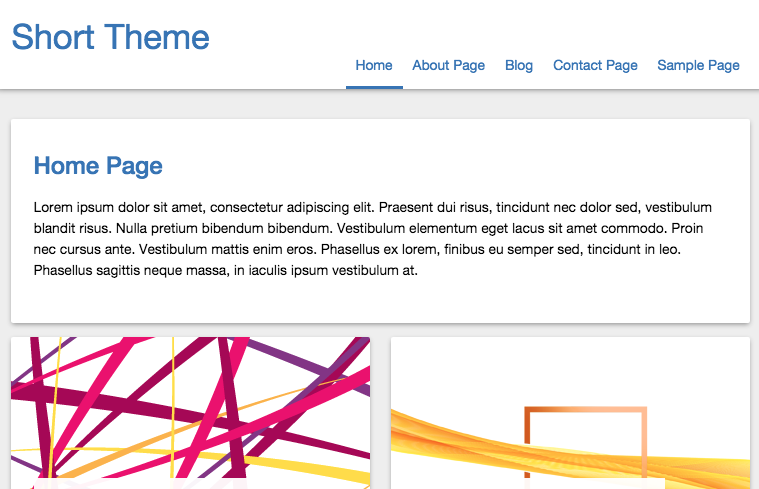 Short Theme
Home About Page Blog Contact Page Sample Page
Home Page
Lorem ipsum dolor sit amet, consectetur adipiscing elit. Praesent dui risus, tincidunt nec dolor sed, vestibulum
blandit risus. Nulla pretium bibendum bibendum. Vestibulum elementum eget lacus sit amet commodo. Proin
nec cursus ante. Vestibulum mattis enim eros. Phasellus ex lorem, finibus eu semper sed, tincidunt in leo.
Phasellus sagittis neque massa, in iaculis ipsum vestibulum at.